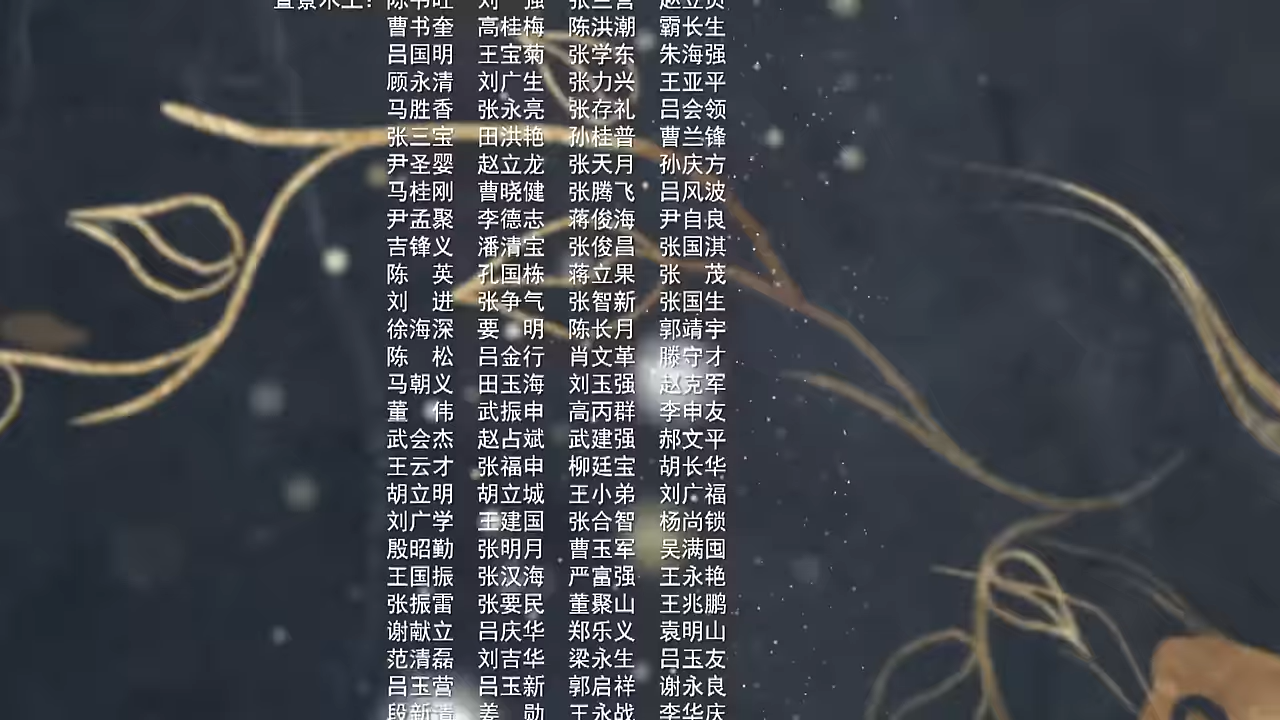 曹书奎 高桂梅 陈洪潮 霸长生
吕国明 王宝菊 张学东 朱海强
顾永清 刘广生 张力兴 王亚平
马胜香 张永亮 张存礼 吕会领
张三宝 田洪艳 孙桂普 曹兰锋
尹圣婴 赵立龙 张天月 孙庆方
马桂刚 曹晓健 张腾飞 吕风波
尹孟聚 李德志 蒋俊海 尹自良
吉锋义 潘清宝 张俊昌 张国淇
陈 英 孔国栋 蒋立果 张 茂
刘 进 张争气 张智新 张国生
徐海深 要 明 陈长月 郭靖宇
陈 松 吕金行 肖文革 滕守才
马朝义 田玉海 刘玉强 赵克军
董 伟 武振申 高丙群 李申友
武会杰 赵占斌 武建强 郝文平
王云才 张福申 柳廷宝 胡长华
胡立明 胡立城 王小弟 刘广福
刘广学 王建国 张合智 杨尚锁
殷昭勤 张明月 曹玉军 吴满囤
王国振 张汉海 严富强 王永艳
张振雷 张要民 董聚山 王兆鹏
谢献立 吕庆华 郑乐义 袁明山
范清磊 刘吉华 梁永生 吕玉友
吕玉营 吕玉新 郭启祥 谢永良
段新清 姜 勋 王永战 李华庆